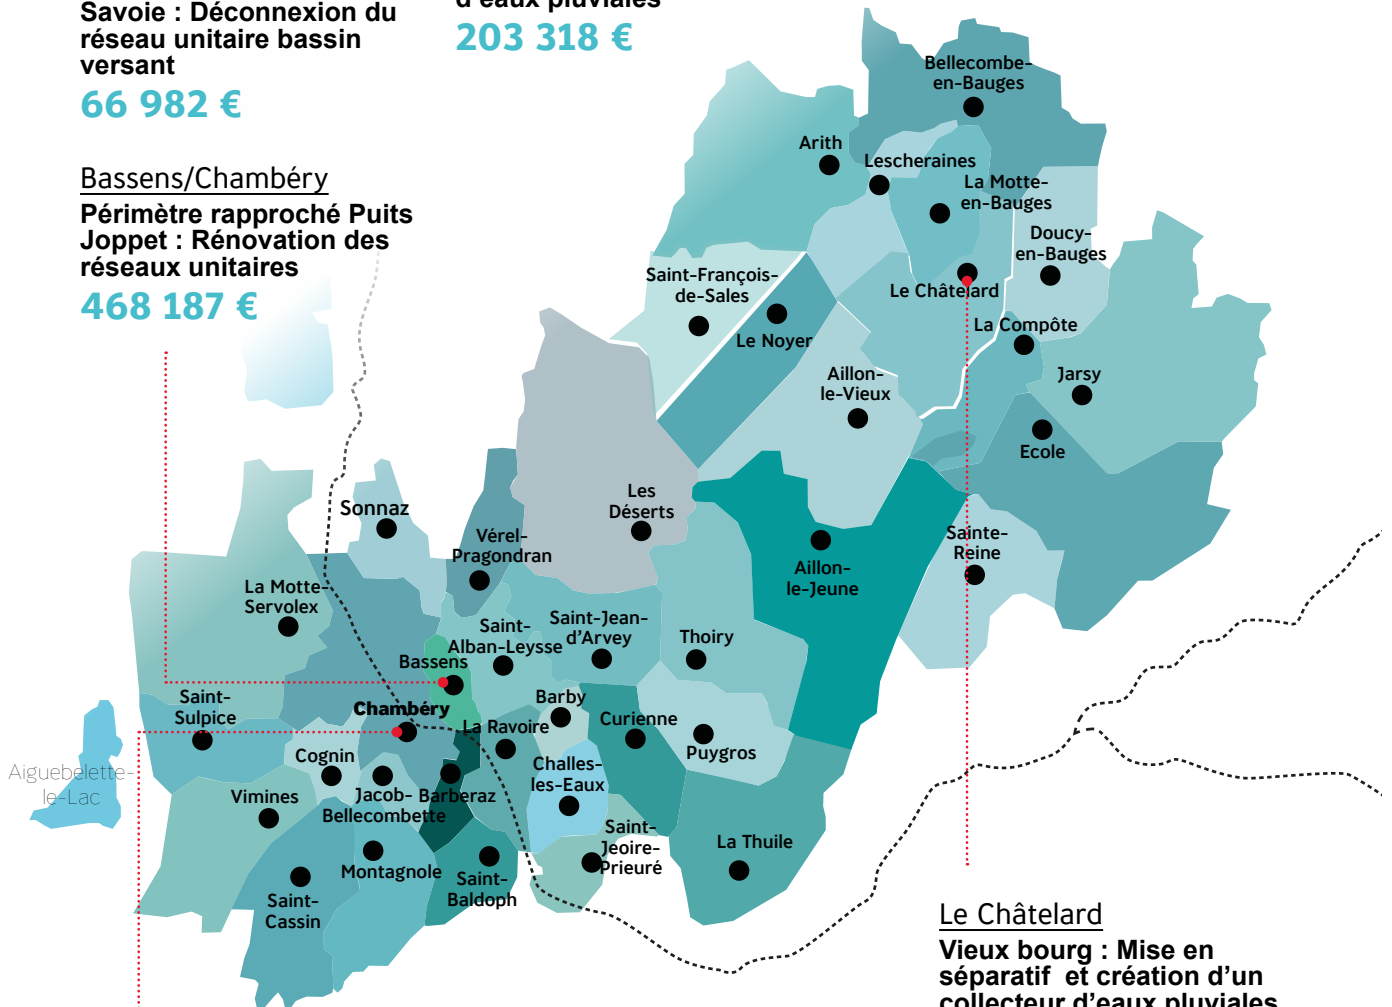 Savoie : Déconnexion du
réseau unitaire bassin
versant
66 982 €
d'eaux pluviales
203 318 €
Bassens/Chambéry
Périmètre rapproché Puits
Joppet : Rénovation des
réseaux unitaires
468 187 €
Bellecombe-
en-Bauges
Arith
Lescheraines
La Motte-
en-Bauges
Doucy-
en-Bauges
Saint-François-
de-Sales
Le Châtelard
Le Noyer
La Compôte
Aillon-
le-Vieux
Jarsy
Ecole
Les
Déserts
Sonnaz
Vérel-
Pragondran
Sainte-
Reine
Aillon-
le-Jeune
La Motte-
Servolex
Saint-
Alban-Leysse
Saint-Jean-
d'Arvey
Thoiry
Bassens
Saint-
Sulpice
Chambéry
Barby
La Ravoire
Curienne
Puygros
Cognin
Challes-
les-Eaux
Aiguebelette-
le-Lac
Vimines
Jacob-
Bellecombette
Barberaz
Saint-
Jeoire-
Prieuré
La Thuile
Montagnole
Saint-
Baldoph
Saint-
Cassin
Le Châtelard
Vieux bourg : Mise en
séparatif et création d'un
collecteur d'eaux pluviales